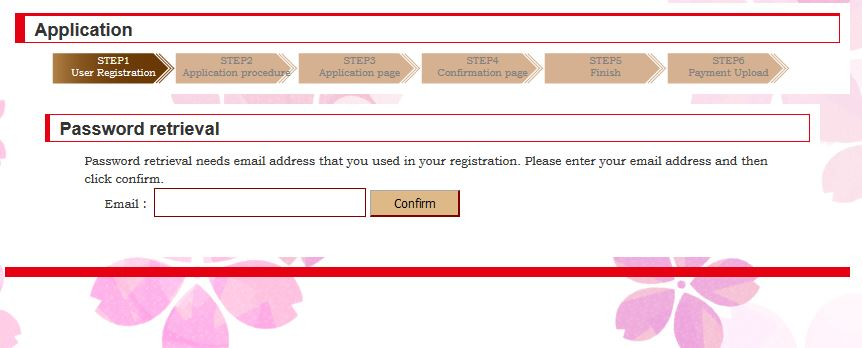 Application
STEP1 STEP2 STEP3 STEP4 STEP5 STEP6
User Registration Application procedure Application page Confirmation page Finish Payment Upload
Password retrieval
Password retrieval needs email address that you used in your registration. Please enter your email address and then
click confirm.
Email : Confirm